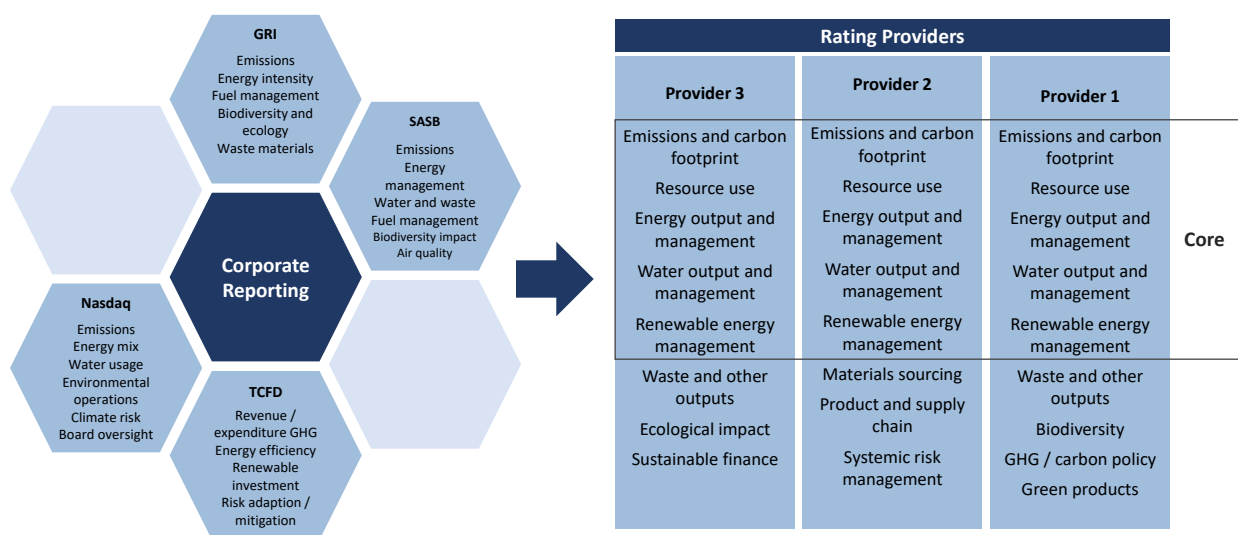 GRI
Emissions
Energy intensity
Fuel management
Biodiversity and
ecology
Waste materials
SASB
Emissions
Energy
management
Water and waste
Fuel management
Biodiversity impact
Air quality
Corporate
Reporting
Nasdaq
Emissions
Energy mix
Water usage
Environmental
operations
Climate risk
Board oversight
TCFD
Revenue /
expenditure GHG
Energy efficiency
Renewable
investment
Risk adaption /
mitigation
Rating Providers
Provider 3
Emissions and carbon
footprint
Resource use
Energy output and
management
Water output and
management
Renewable energy
management
Waste and other
outputs
Ecological impact
Sustainable finance
Provider 2
Emissions and carbon
footprint
Resource use
Energy output and
management
Water output and
management
Renewable energy
management
Materials sourcing
Product and supply
chain
Systemic risk
management
Provider 1
Emissions and carbon
footprint
Resource use
Energy output and
management
Water output and
management
Renewable energy
management
Waste and other
outputs
Biodiversity
GHG / carbon policy
Green products
Core